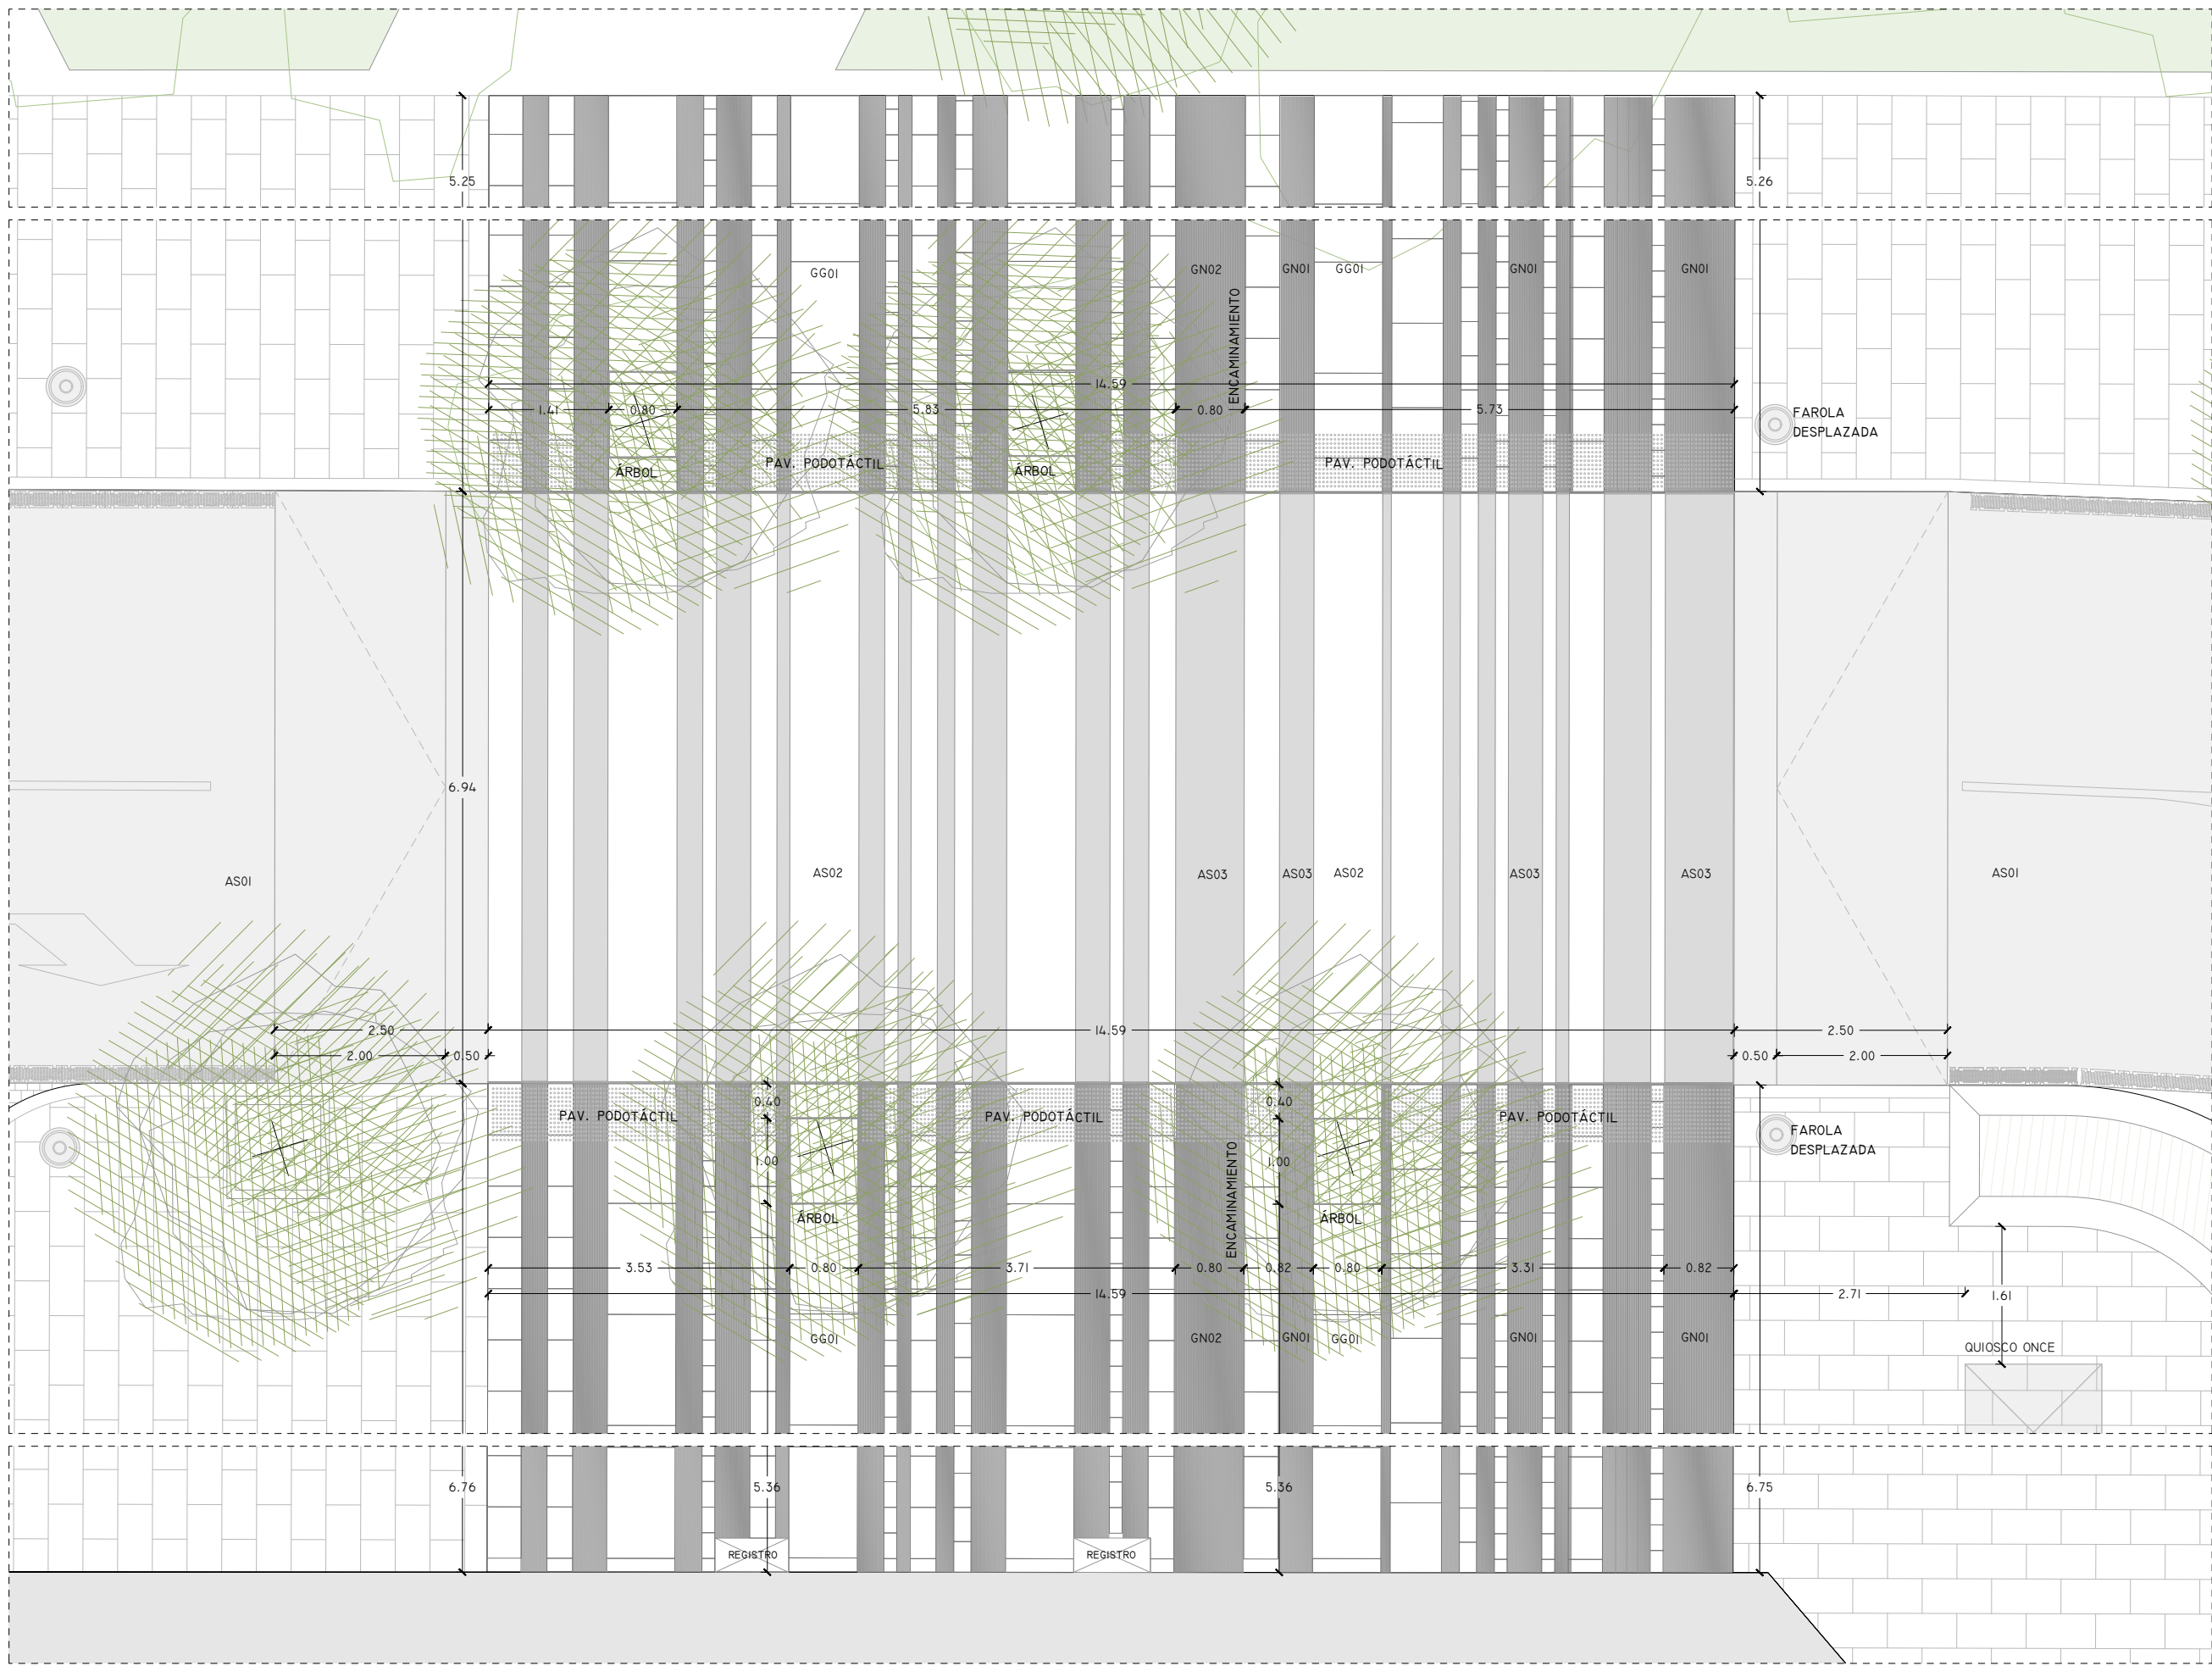 5.25
5.26
GG01
GN02
GN01
GG01
GN01
GN01
ENCAMINAMIENTO
14.59
1.41
0.80
5.83
0.80
5.73
FAROLA
DESPLAZADA
ÁRBOL
PAV. PODOTÁCTIL
ÁRBOL
PAV. PODOTÁCTIL
6.94
AS01
AS02
AS03
AS03
AS02
AS03
AS03
AS01
2.50
14.59
2.50
2.00
0.50
0.50
2.00
0.40
0.40
PAV. PODOTÁCTIL
PAV. PODOTÁCTIL
PAV. PODOTÁCTIL
FAROLA
DESPLAZADA
1.00
1.00
ENCAMINAMIENTO
ÁRBOL
ÁRBOL
3.53
0.80
3.71
0.80
0.82
0.80
3.31
0.82
14.59
2.71
1.61
GG01
GN02
GN01
GG01
GN01
GN01
QUIOSCO ONCE
6.76
5.36
5.36
6.75
REGISTRO
REGISTRO